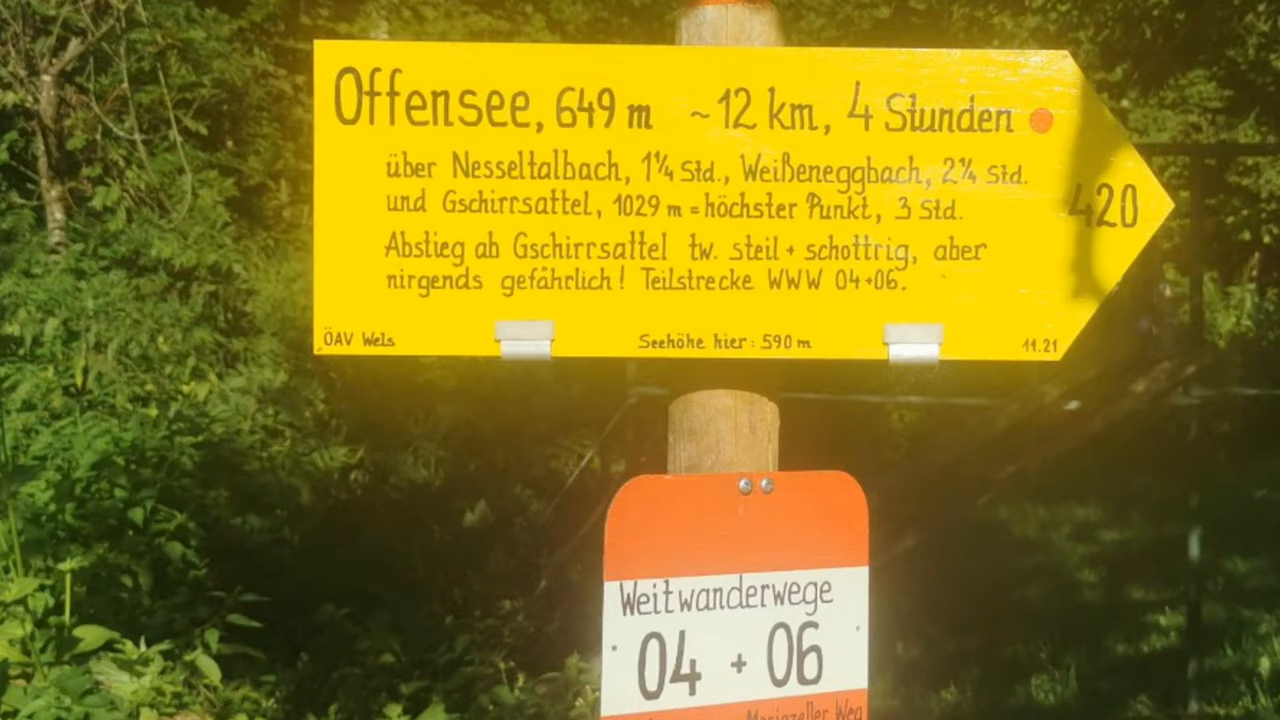 Offensee, 649 m ~12 km, 4 Stunden
über Nesseltalbach, 1¼ Std., Weißeneggbach, 2¼ Std.
und Gschirrsattel, 1029 m = höchster Punkt, 3 Std.
420
Abstieg ab Gschirrsattel tw. steil + schottrig, aber
nirgends gefährlich! Teilstrecke WWW 04+06.
ÖAV Wels Seehöhe hier: 590 m 11.21
Weitwanderwege
04 + 06
Mariazeller Weg